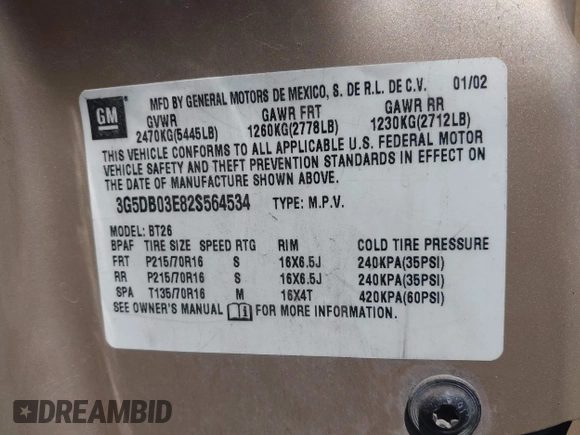 GM
MFD BY GENERAL MOTORS DE MEXICO, S. DE R.L. DE C.V. 01/02
GVWR GAWR FRT GAWR RR
2470KG(5445LB) 1260KG(2778LB) 1230KG(2712LB)
THIS VEHICLE CONFORMS TO ALL APPLICABLE U.S. FEDERAL MOTOR
VEHICLE SAFETY AND THEFT PREVENTION STANDARDS IN EFFECT ON
THE DATE OF MANUFACTURE SHOWN ABOVE.
3G5DB03E82S564534 TYPE: M.P.V.
MODEL: BT26
BPAF TIRE SIZE SPEED RTG RIM COLD TIRE PRESSURE
FRT P215/70R16 S 16X6.5J 240KPA(35PSI)
RR P215/70R16 S 16X6.5J 240KPA(35PSI)
SPA T135/70R16 M 16X4T 420KPA(60PSI)
SEE OWNER'S MANUAL FOR MORE INFORMATION.
DREAMBID